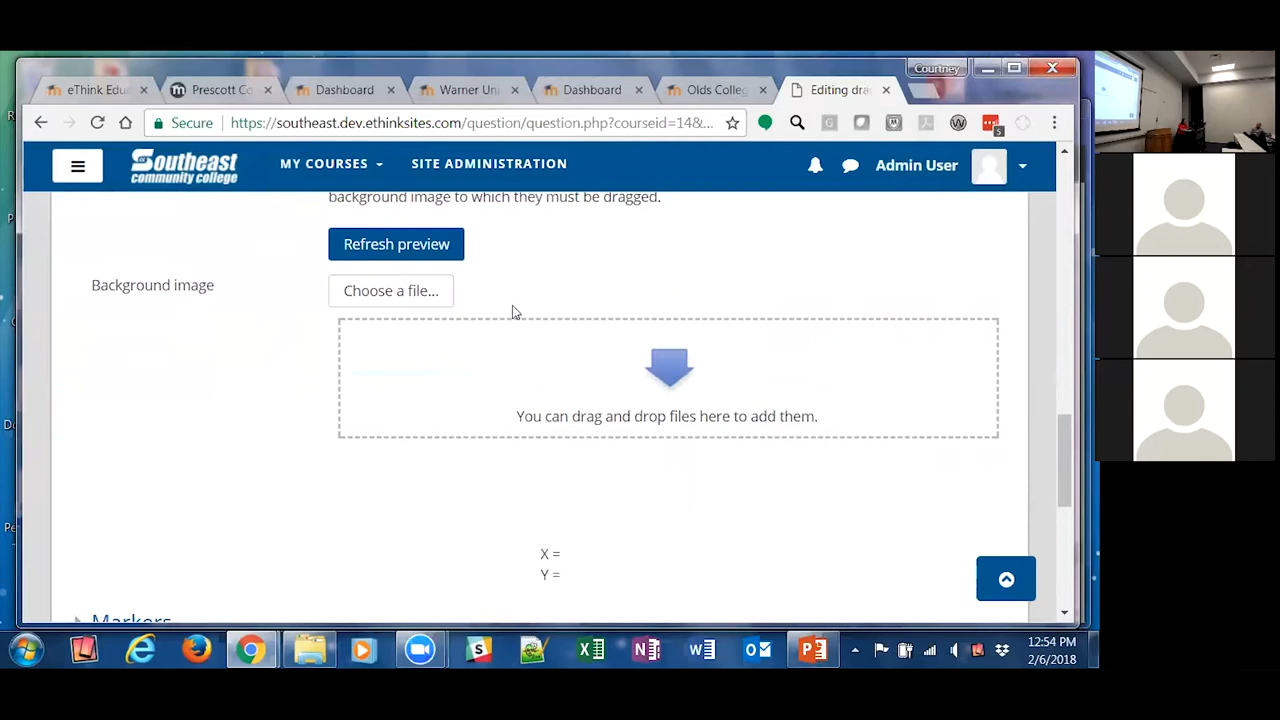 Courtney
eThink Edu
Prescott Co
Dashboard
Warner Uni
Dashboard
Olds Colleg
Editing dra
Secure
https://southeast.dev.ethinksites.com/question/question.php?courseid=14&...
Southeast
community college
MY COURSES
SITE ADMINISTRATION
Admin User
background image to which they must be dragged.
Refresh preview
Background image
Choose a file...
You can drag and drop files here to add them.
X =
Y =
Markers
12:54 PM
2/6/2018